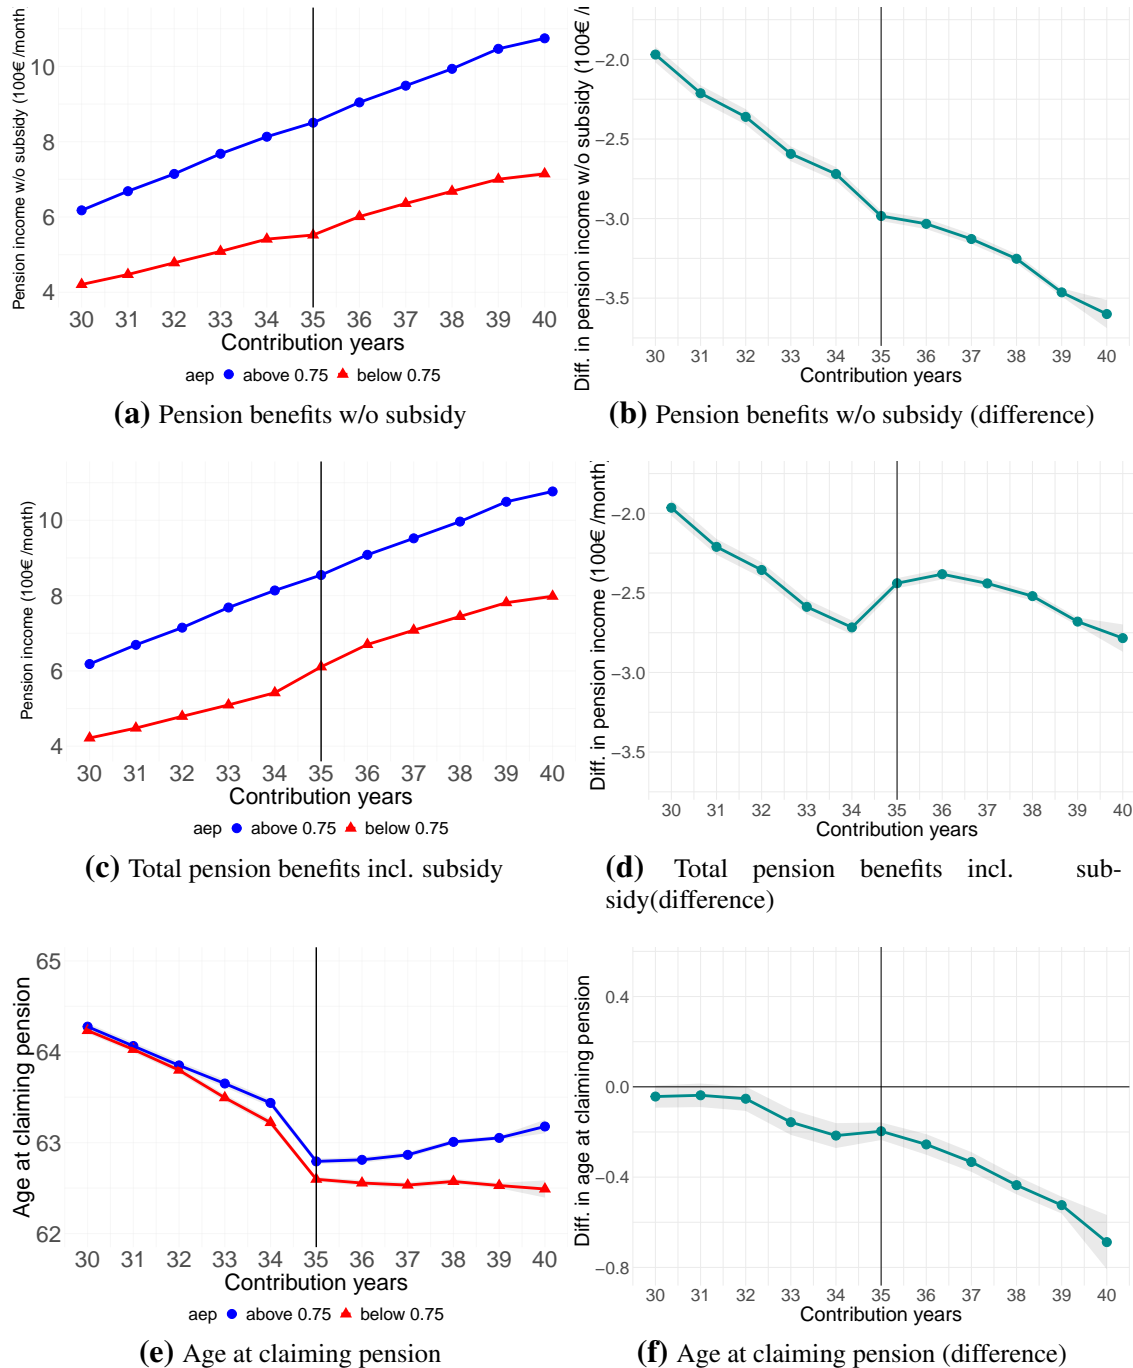 Pension income w/o subsidy (100€ /month)
10
8
6
4
30 31 32 33 34 35 36 37 38 39 40
Contribution years
aep above 0.75 below 0.75
(a) Pension benefits w/o subsidy
Diff. in pension income w/o subsidy (100€ /
−2.0
−2.5
−3.0
−3.5
30 31 32 33 34 35 36 37 38 39 40
Contribution years
(b) Pension benefits w/o subsidy (difference)
Pension income (100€ /month)
10
8
6
4
30 31 32 33 34 35 36 37 38 39 40
Contribution years
aep above 0.75 below 0.75
(c) Total pension benefits incl. subsidy
Diff. in pension income (100€ /month)
−2.0
−2.5
−3.0
−3.5
30 31 32 33 34 35 36 37 38 39 40
Contribution years
(d) Total pension benefits incl. sub-
sidy(difference)
Age at claiming pension
65
64
63
62
30 31 32 33 34 35 36 37 38 39 40
Contribution years
aep above 0.75 below 0.75
(e) Age at claiming pension
Diff. in age at claiming pension
0.4
0.0
−0.4
−0.8
30 31 32 33 34 35 36 37 38 39 40
Contribution years
(f) Age at claiming pension (difference)